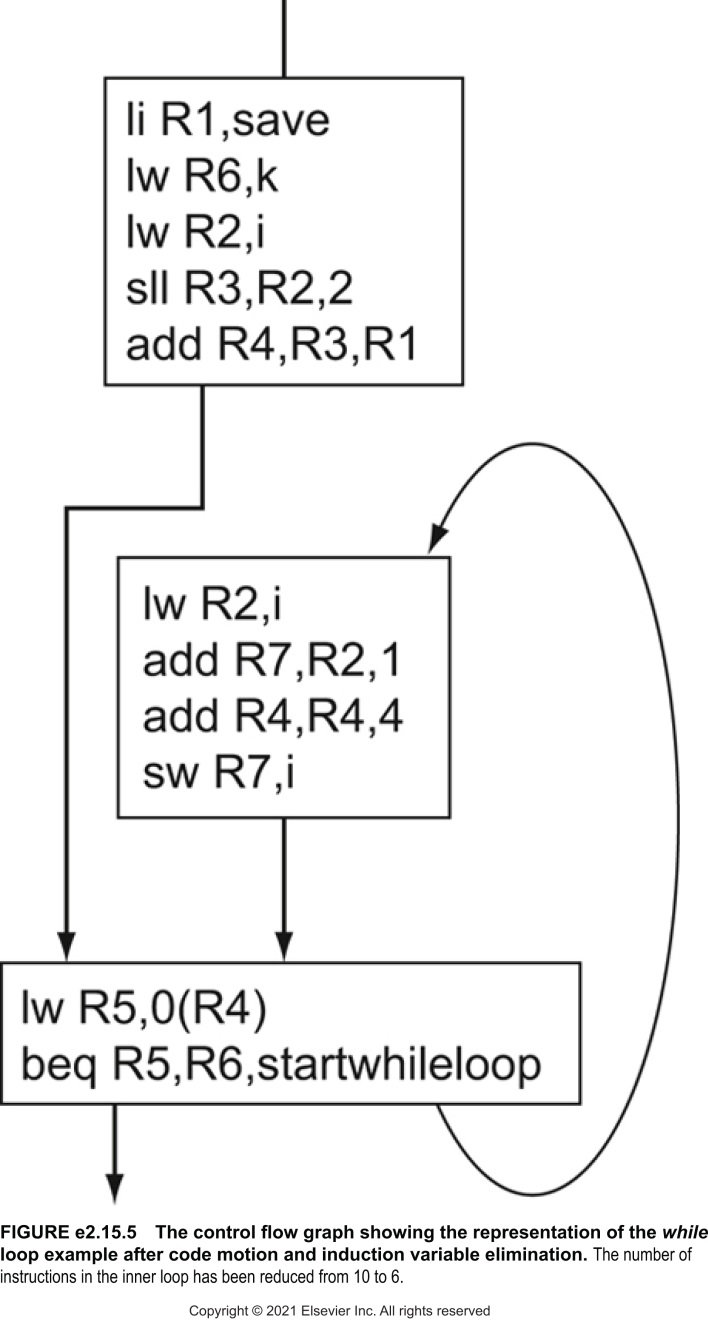 li R1,save
lw R6,k
lw R2,i
sll R3,R2,2
add R4,R3,R1
lw R2,i
add R7,R2,1
add R4,R4,4
sw R7,i
lw R5,0(R4)
beq R5,R6,startwhileloop
FIGURE e2.15.5 The control flow graph showing the representation of the while
loop example after code motion and induction variable elimination. The number of
instructions in the inner loop has been reduced from 10 to 6.
Copyright © 2021 Elsevier Inc. All rights reserved